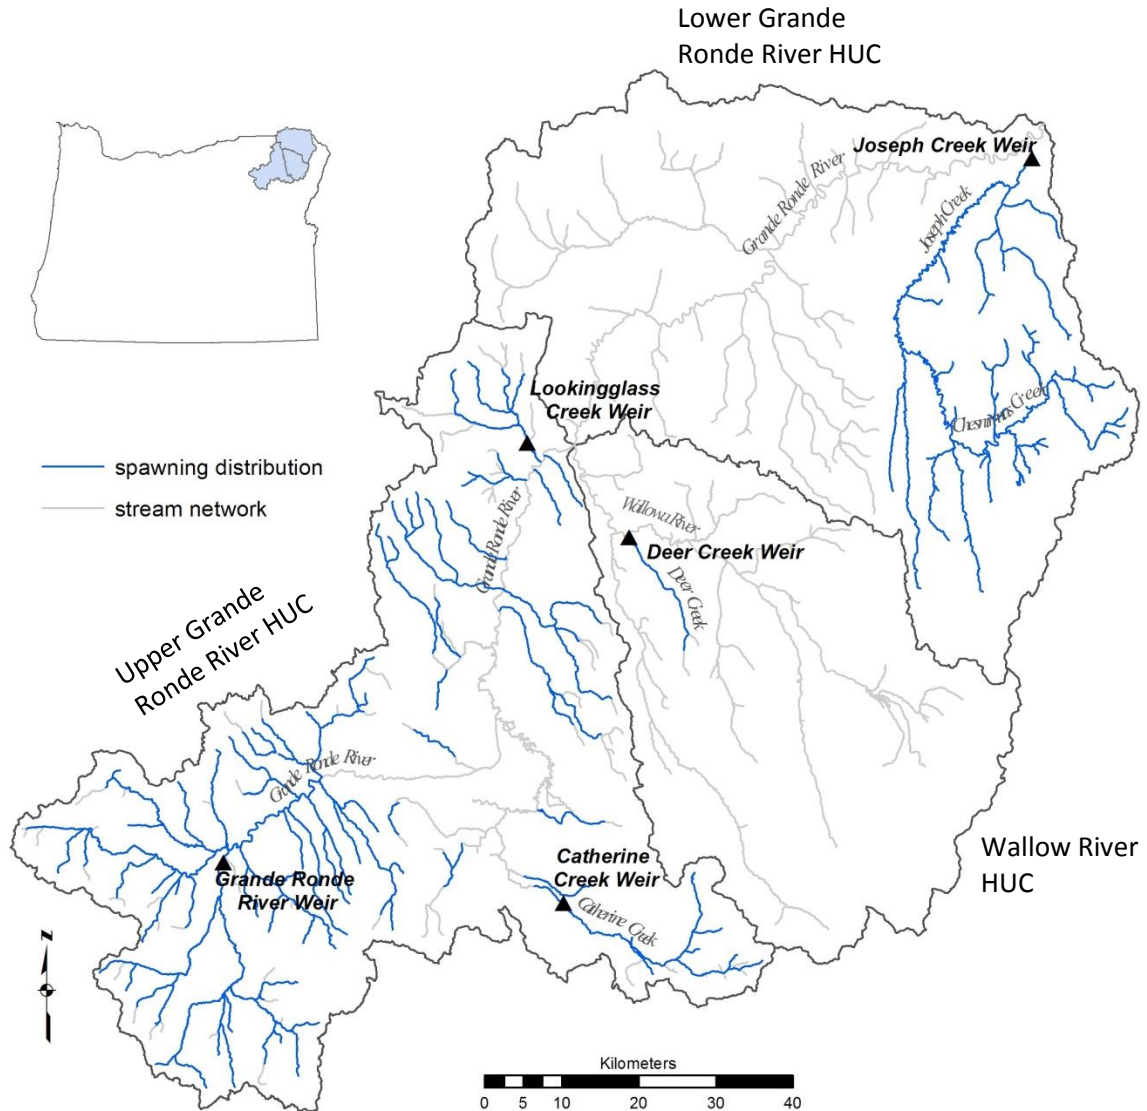 Lower Grande
Ronde River HUC
Joseph Creek Weir
Grande Ronde River
Joseph Creek
Lookingglass
Creek Weir
Chesnimnus Creek
spawning distribution
stream network
Grande Ronde River
Wallowa River
Deer Creek Weir
Deer Creek
Upper Grande
Ronde River HUC
Grande Ronde River
Grande Ronde
River Weir
Catherine
Creek Weir
Catherine Creek
Wallow River
HUC
N
Kilometers
0 5 10 20 30 40